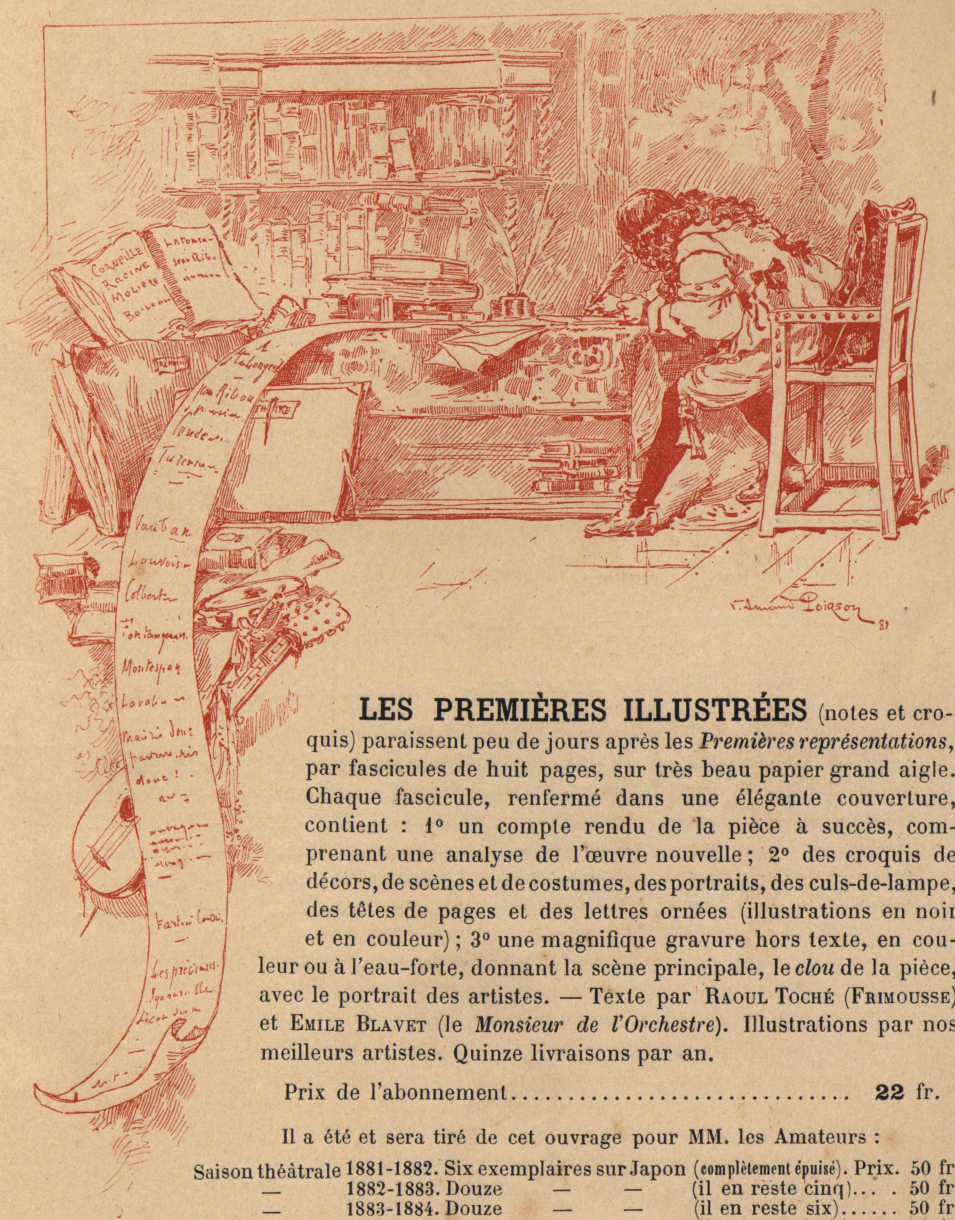 CORNEILLE
RACINE
MOLIERE
Vauban
Louvois
Colbert
Fontanges
Montespan
donc !
Les précieuses
LES PREMIÈRES ILLUSTRÉES (notes et cro-
quis) paraissent peu de jours après les Premières représentations,
par fascicules de huit pages, sur très beau papier grand aigle.
Chaque fascicule, renfermé dans une élégante couverture,
contient : 1º un compte rendu de la pièce à succès, com-
prenant une analyse de l'œuvre nouvelle ; 2º des croquis de
décors, de scènes et de costumes, des portraits, des culs-de-lampe,
des têtes de pages et des lettres ornées (illustrations en noir
et en couleur) ; 3º une magnifique gravure hors texte, en cou-
leur ou à l'eau-forte, donnant la scène principale, le clou de la pièce,
avec le portrait des artistes. — Texte par RAOUL TOCHÉ (FRIMOUSSE)
et EMILE BLAVET (le Monsieur de l'Orchestre). Illustrations par nos
meilleurs artistes. Quinze livraisons par an.
Prix de l'abonnement.............................. 22 fr.
Il a été et sera tiré de cet ouvrage pour MM. les Amateurs :
Saison théâtrale 1881-1882. Six exemplaires sur Japon (complètement épuisé). Prix. 50 fr
— 1882-1883. Douze — — (il en reste cinq)... . 50 fr
— 1883-1884. Douze — — (il en reste six)...... 50 fr